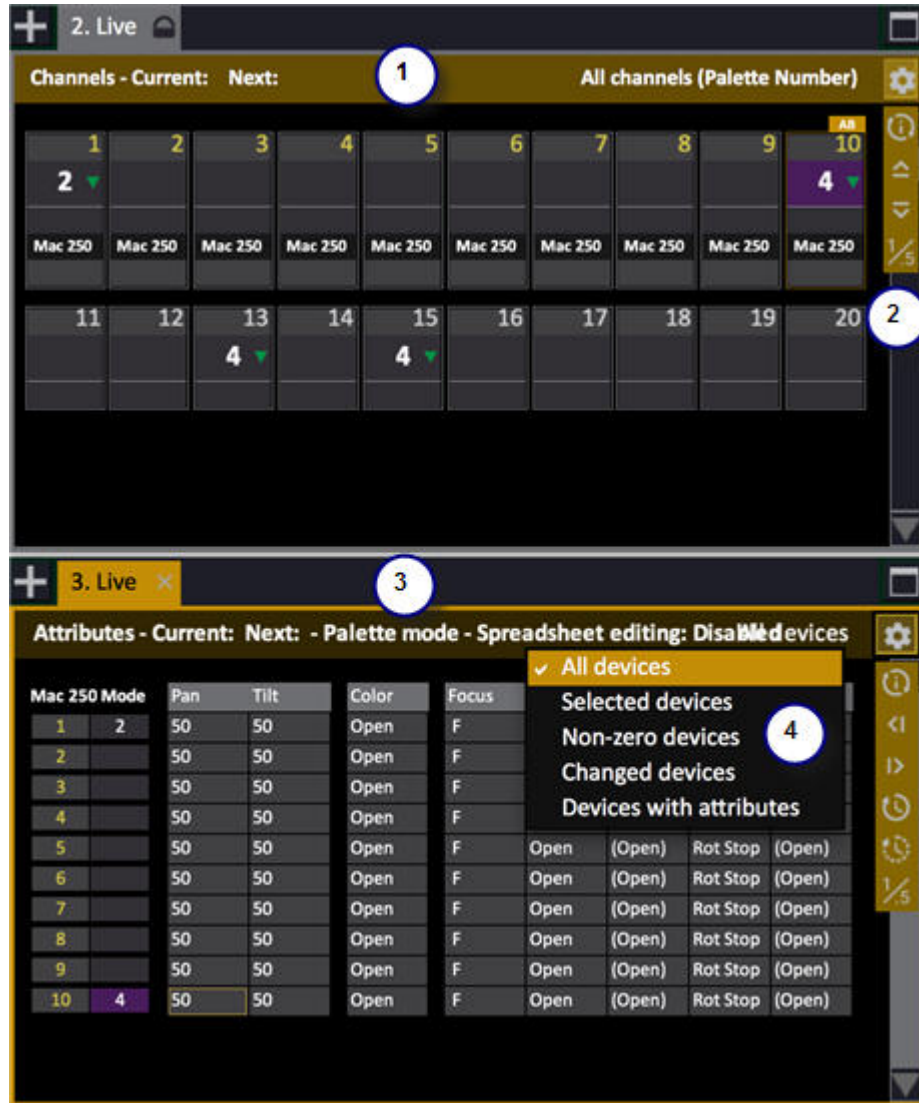 2. Live
Channels - Current: Next: 1 All channels (Palette Number)
AB
1 2 3 4 5 6 7 8 9 10
2 4
Mac 250 Mac 250 Mac 250 Mac 250 Mac 250 Mac 250 Mac 250 Mac 250 Mac 250 Mac 250
1/5
11 12 13 14 15 16 17 18 19 20 2
4 4
3. Live × 3
Attributes - Current: Next: - Palette mode - Spreadsheet editing: devices
All devices
Selected devices
Non-zero devices 4
Changed devices
Devices with attributes
Mac 250 Mode Pan Tilt Color Focus
1 2 50 50 Open F
2 50 50 Open F
3 50 50 Open F
4 50 50 Open F
5 50 50 Open F Open (Open) Rot Stop (Open)
6 50 50 Open F Open (Open) Rot Stop (Open)
7 50 50 Open F Open (Open) Rot Stop (Open)
8 50 50 Open F Open (Open) Rot Stop (Open)
9 50 50 Open F Open (Open) Rot Stop (Open)
10 4 50 50 Open F Open (Open) Rot Stop (Open)
1/5